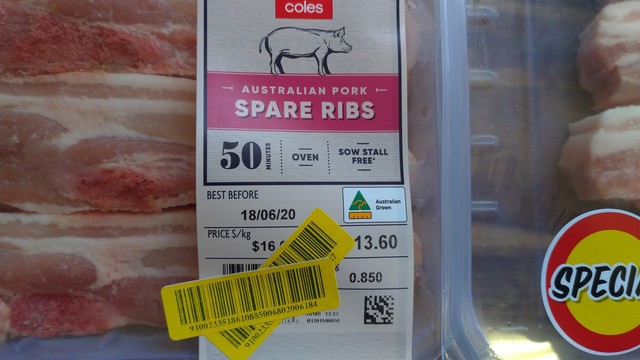 coles
AUSTRALIAN PORK
SPARE RIBS
50 MINUTES
OVEN
SOW STALL
FREE*
BEST BEFORE
18/06/20
Australian
Grown
PRICE $/kg
$16
13.60
0.850
SPECI